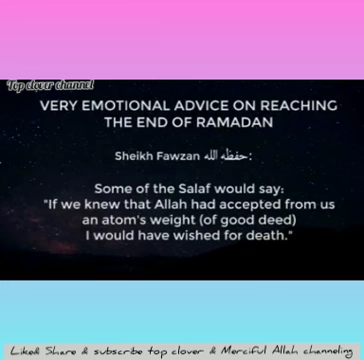 Top clover channel
VERY EMOTIONAL ADVICE ON REACHING
THE END OF RAMADAN
Sheikh Fawzan حفظه الله:
Some of the Salaf would say:
"If we knew that Allah had accepted from us
an atom's weight (of good deed)
I would have wished for death."
Like& Share & subscribe top clover & Merciful Allah channeling